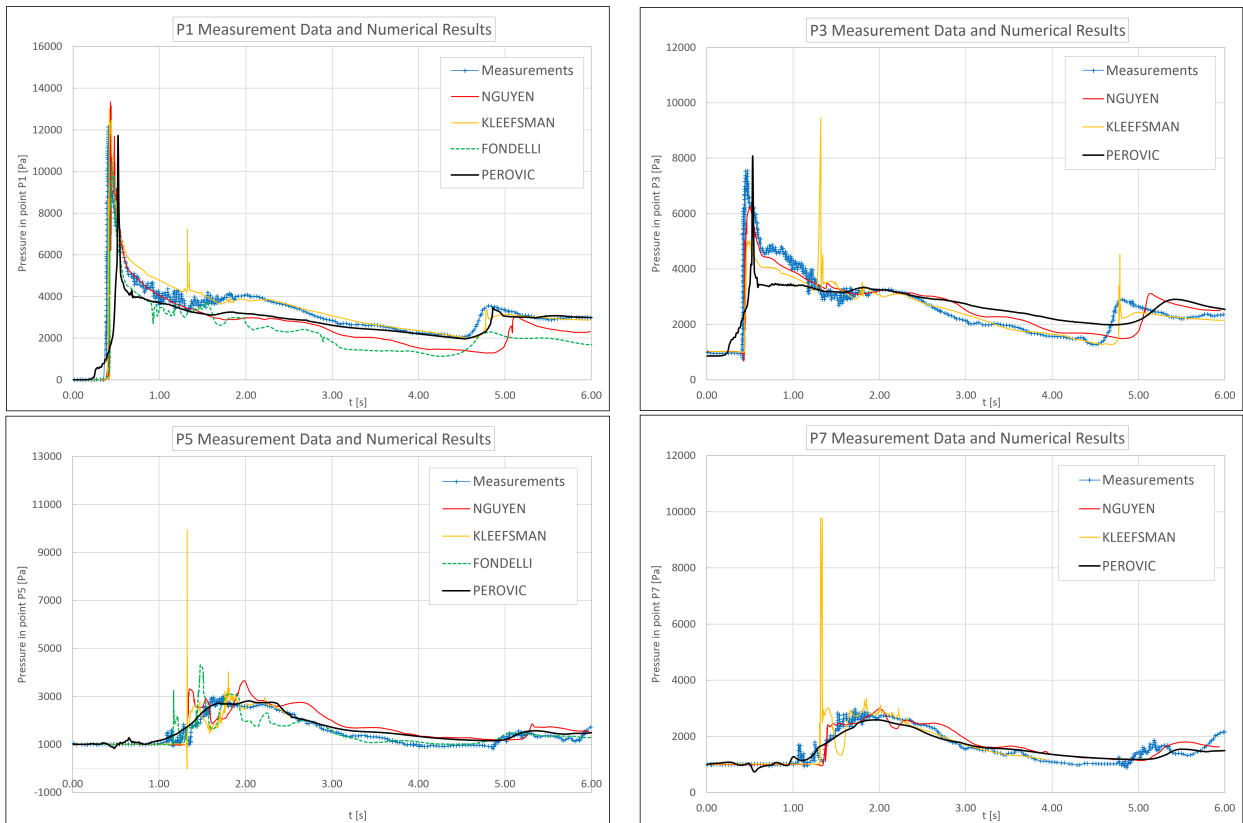 P1 Measurement Data and Numerical Results
Pressure in point P1 [Pa]
16000
14000
12000
10000
8000
6000
4000
2000
0
0.00 1.00 2.00 3.00 4.00 5.00 6.00
t [s]
Measurements
NGUYEN
KLEEFSMAN
FONDELLI
PEROVIC
P3 Measurement Data and Numerical Results
Pressure in point P3 [Pa]
12000
10000
8000
6000
4000
2000
0
0.00 1.00 2.00 3.00 4.00 5.00 6.00
t [s]
Measurements
NGUYEN
KLEEFSMAN
PEROVIC
P5 Measurement Data and Numerical Results
Pressure in point P5 [Pa]
13000
11000
9000
7000
5000
3000
1000
-1000
0.00 1.00 2.00 3.00 4.00 5.00 6.00
t [s]
Measurements
NGUYEN
KLEEFSMAN
FONDELLI
PEROVIC
P7 Measurement Data and Numerical Results
Pressure in point P7 [Pa]
12000
10000
8000
6000
4000
2000
0
0.00 1.00 2.00 3.00 4.00 5.00 6.00
t [s]
Measurements
NGUYEN
KLEEFSMAN
PEROVIC